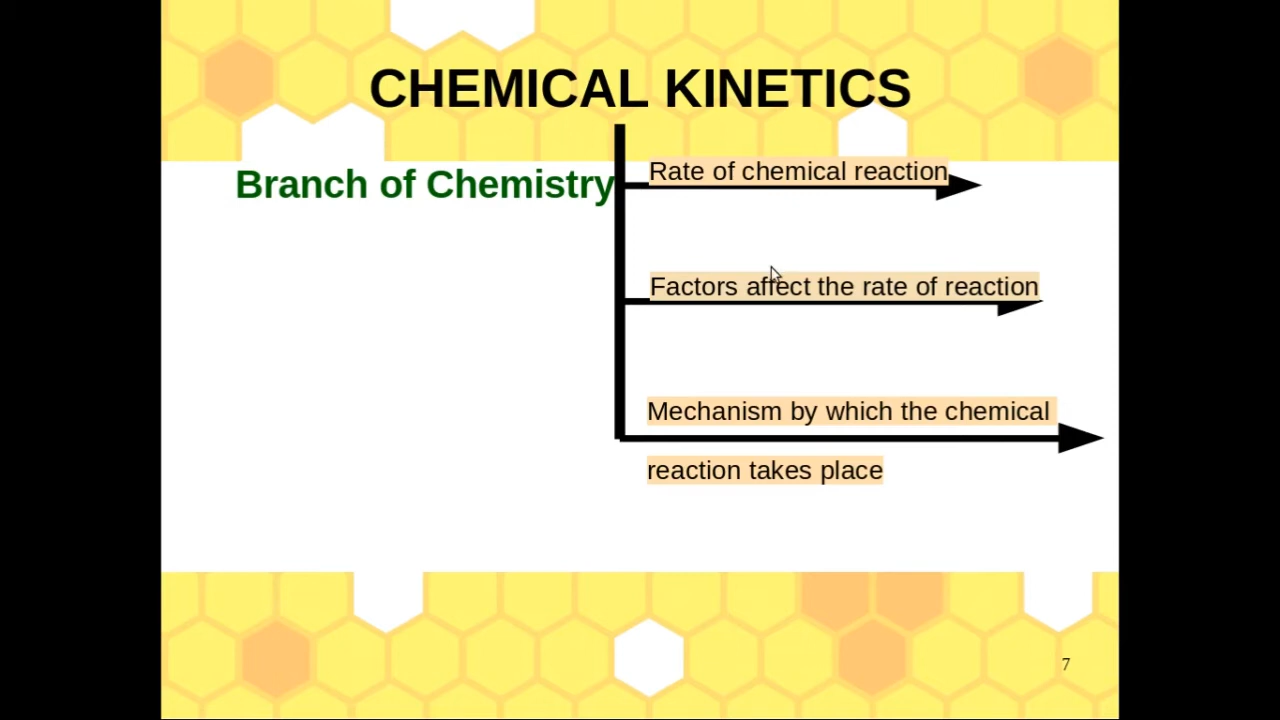 CHEMICAL KINETICS
Branch of Chemistry
Rate of chemical reaction
Factors affect the rate of reaction
Mechanism by which the chemical
reaction takes place
7